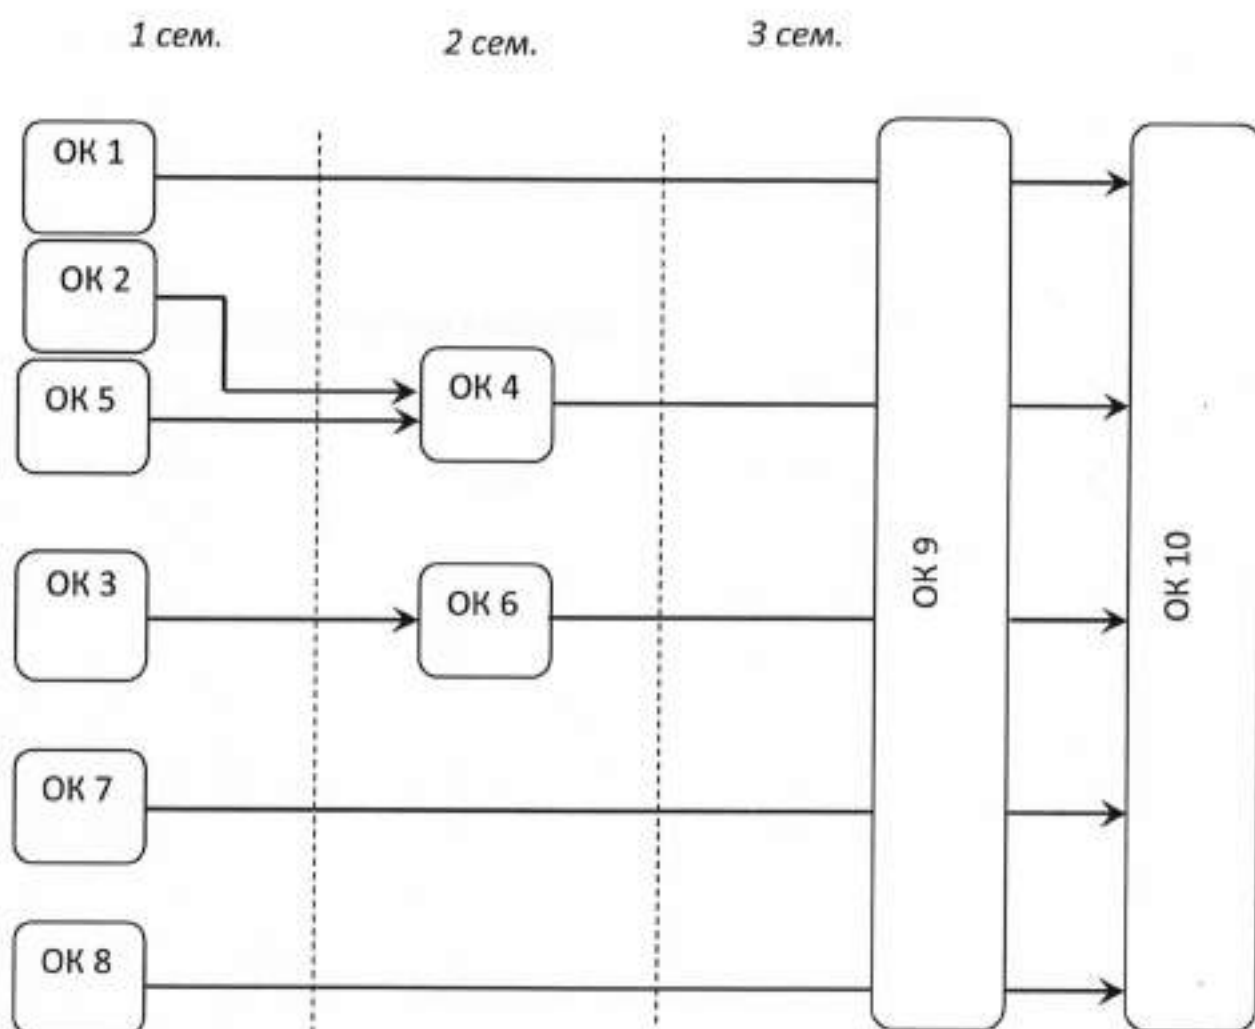 1 сем.
2 сем.
3 сем.
ОК 1
ОК 2
ОК 5
ОК 4
ОК 3
ОК 6
ОК 7
ОК 8
ОК 9
ОК 10